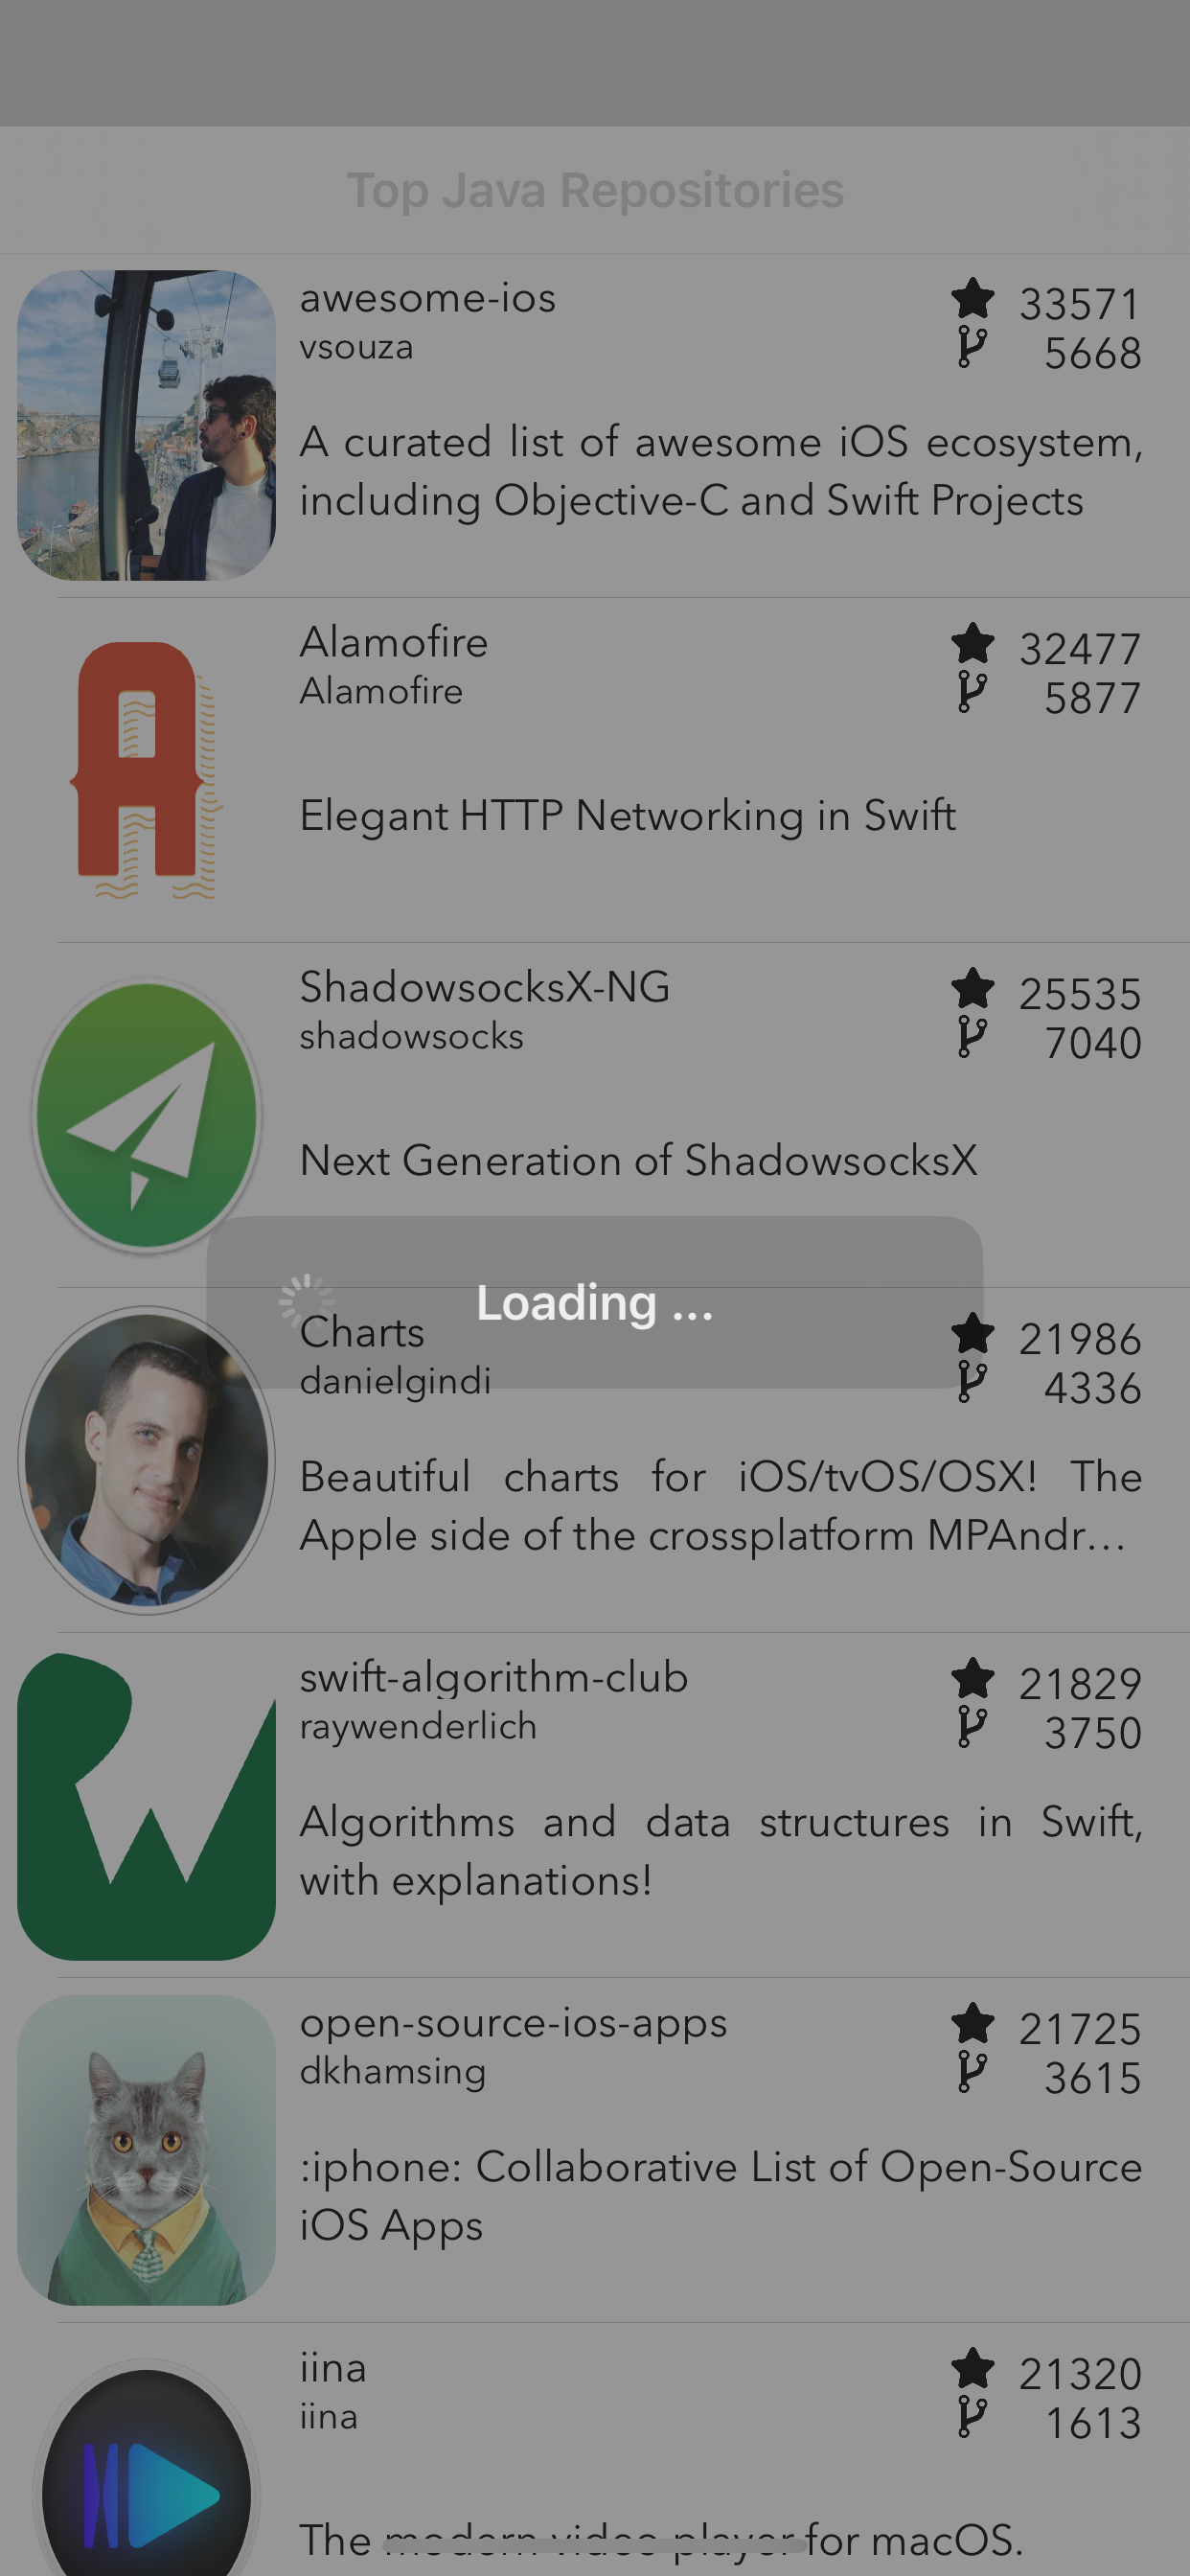 Top Java Repositories
awesome-ios
33571
vsouza
5668
A curated list of awesome iOS ecosystem,
including Objective-C and Swift Projects
Alamofire
32477
Alamofire
5877
Elegant HTTP Networking in Swift
ShadowsocksX-NG
25535
shadowsocks
7040
Next Generation of ShadowsocksX
Loading ...
Charts
21986
danielgindi
4336
Beautiful charts for iOS/tvOS/OSX! The
Apple side of the crossplatform MPAndr...
swift-algorithm-club
21829
raywenderlich
3750
Algorithms and data structures in Swift,
with explanations!
open-source-ios-apps
21725
dkhamsing
3615
:iphone: Collaborative List of Open-Source
iOS Apps
iina
21320
iina
1613
The modern video player for macOS.